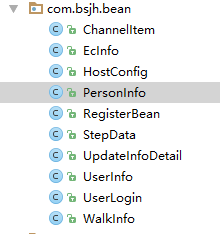 com.bsjh.bean
ChannelItem
EcInfo
HostConfig
PersonInfo
RegisterBean
StepData
UpdateInfoDetail
UserInfo
UserLogin
WalkInfo